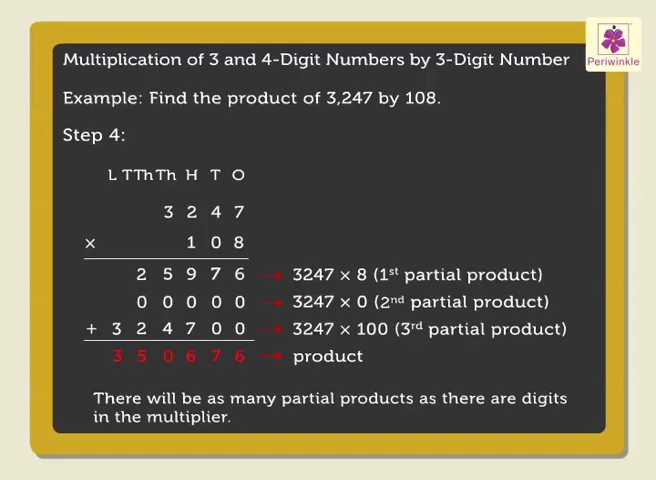 Periwinkle
Multiplication of 3 and 4-Digit Numbers by 3-Digit Number
Example: Find the product of 3,247 by 108.
Step 4:
L TTh Th H T O
3 2 4 7
× 1 0 8
2 5 9 7 6 → 3247 × 8 (1st partial product)
0 0 0 0 0 → 3247 × 0 (2nd partial product)
+ 3 2 4 7 0 0 → 3247 × 100 (3rd partial product)
3 5 0 6 7 6 → product
There will be as many partial products as there are digits
in the multiplier.